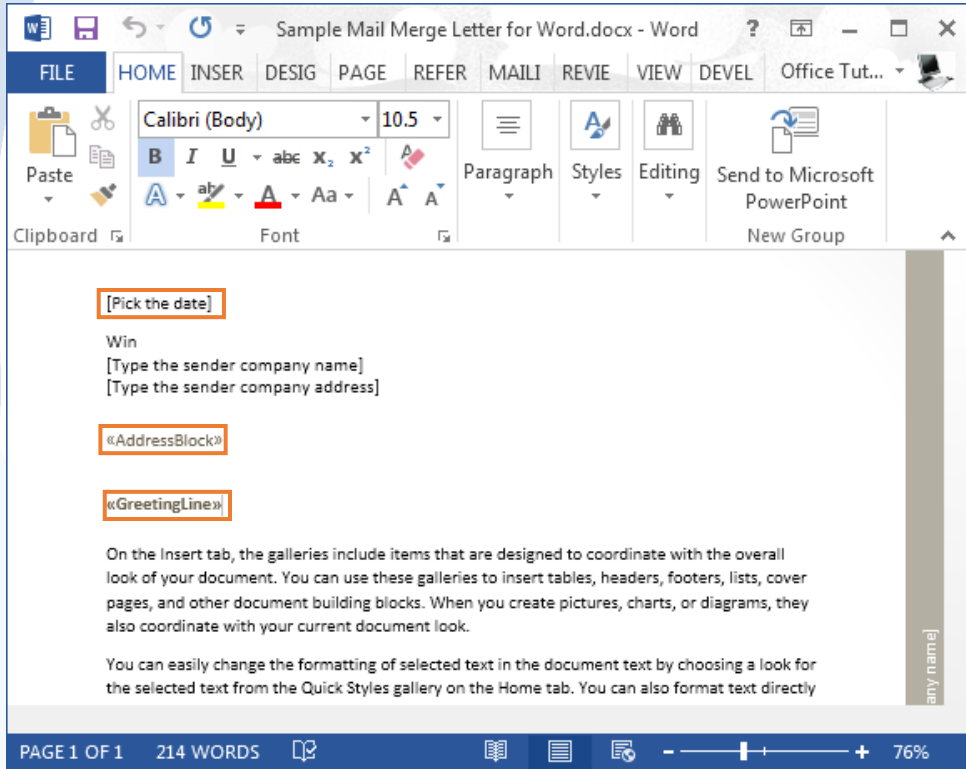 Sample Mail Merge Letter for Word.docx - Word ?
FILE HOME INSER DESIG PAGE REFER MAILI REVIE VIEW DEVEL Office Tut...
Calibri (Body) 10.5
B I U abc X₂ X²
A ab A Aa A A
Paste
Paragraph Styles Editing Send to Microsoft
PowerPoint
Clipboard Font New Group
[Pick the date]
Win
[Type the sender company name]
[Type the sender company address]
«AddressBlock»
«GreetingLine»
On the Insert tab, the galleries include items that are designed to coordinate with the overall
look of your document. You can use these galleries to insert tables, headers, footers, lists, cover
pages, and other document building blocks. When you create pictures, charts, or diagrams, they
also coordinate with your current document look.
You can easily change the formatting of selected text in the document text by choosing a look for
the selected text from the Quick Styles gallery on the Home tab. You can also format text directly
any name]
PAGE 1 OF 1 214 WORDS 76%